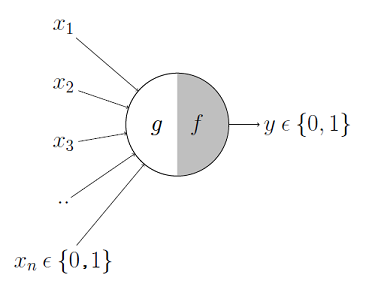 x₁
x₂
x₃
g f y ϵ {0, 1}
..
xₙ ϵ {0,1}